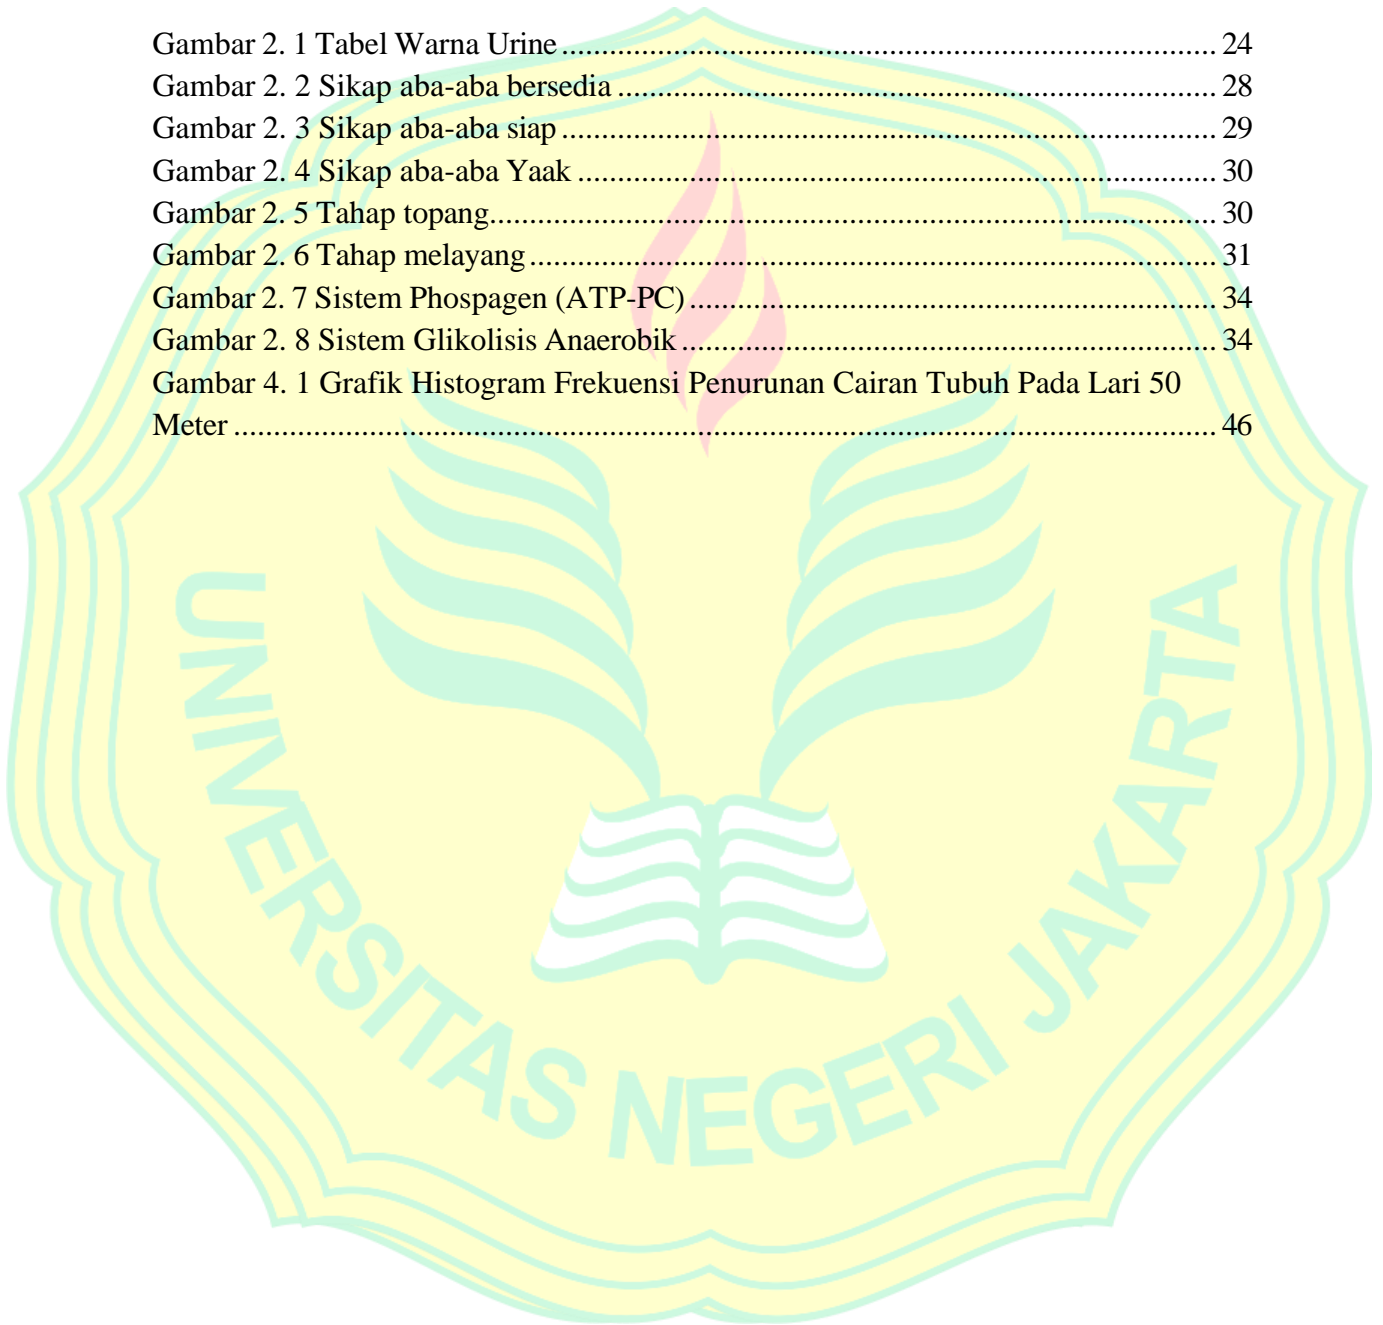 Gambar 2. 1 Tabel Warna Urine.................................................................................. 24
Gambar 2. 2 Sikap aba-aba bersedia ........................................................................... 28
Gambar 2. 3 Sikap aba-aba siap .................................................................................. 29
Gambar 2. 4 Sikap aba-aba Yaak ................................................................................ 30
Gambar 2. 5 Tahap topang........................................................................................... 30
Gambar 2. 6 Tahap melayang ...................................................................................... 31
Gambar 2. 7 Sistem Phospagen (ATP-PC) .................................................................. 34
Gambar 2. 8 Sistem Glikolisis Anaerobik ................................................................... 34
Gambar 4. 1 Grafik Histogram Frekuensi Penurunan Cairan Tubuh Pada Lari 50
Meter ........................................................................................................................... 46
UNIVERSITAS NEGERI JAKARTA